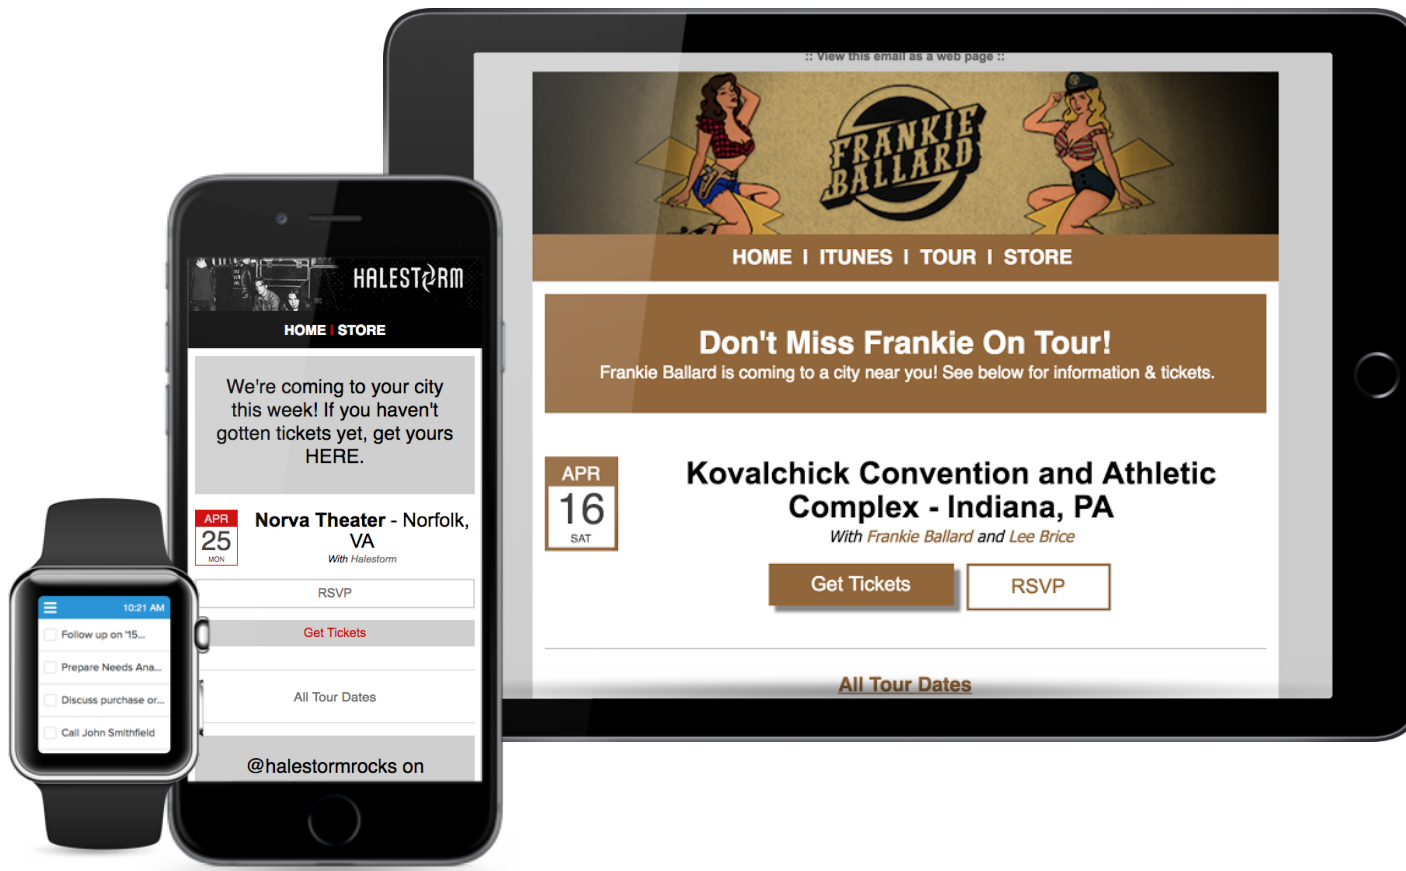 :: View this email as a web page ::
FRANKIE
BALLARD
HOME | ITUNES | TOUR | STORE
Don't Miss Frankie On Tour!
Frankie Ballard is coming to a city near you! See below for information & tickets.
APR
16
SAT
Kovalchick Convention and Athletic
Complex - Indiana, PA
With Frankie Ballard and Lee Brice
Get Tickets
RSVP
All Tour Dates
HALESTORM
HOME | STORE
We're coming to your city
this week! If you haven't
gotten tickets yet, get yours
HERE.
APR
25
MON
Norva Theater - Norfolk,
VA
With Halestorm
RSVP
Get Tickets
All Tour Dates
@halestormrocks on
10:21 AM
Follow up on '15...
Prepare Needs Ana...
Discuss purchase or...
Call John Smithfield